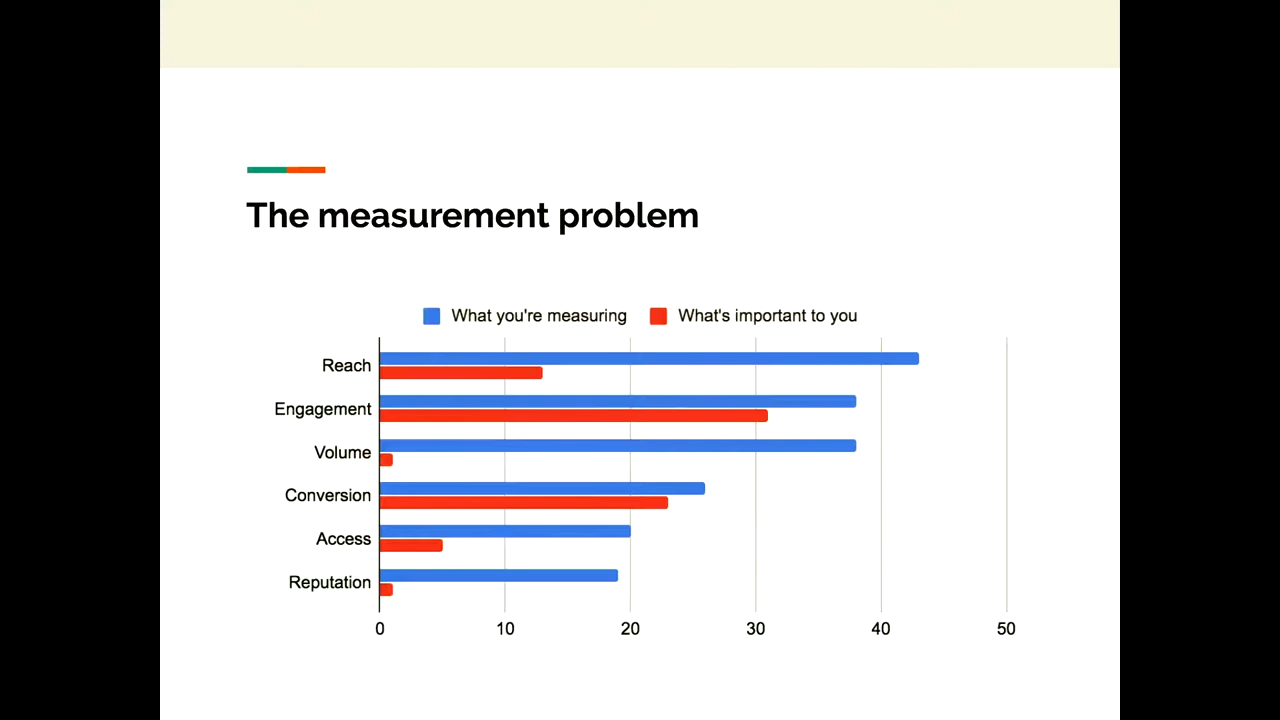 The measurement problem
What you're measuring What's important to you
Reach
Engagement
Volume
Conversion
Access
Reputation
0 10 20 30 40 50